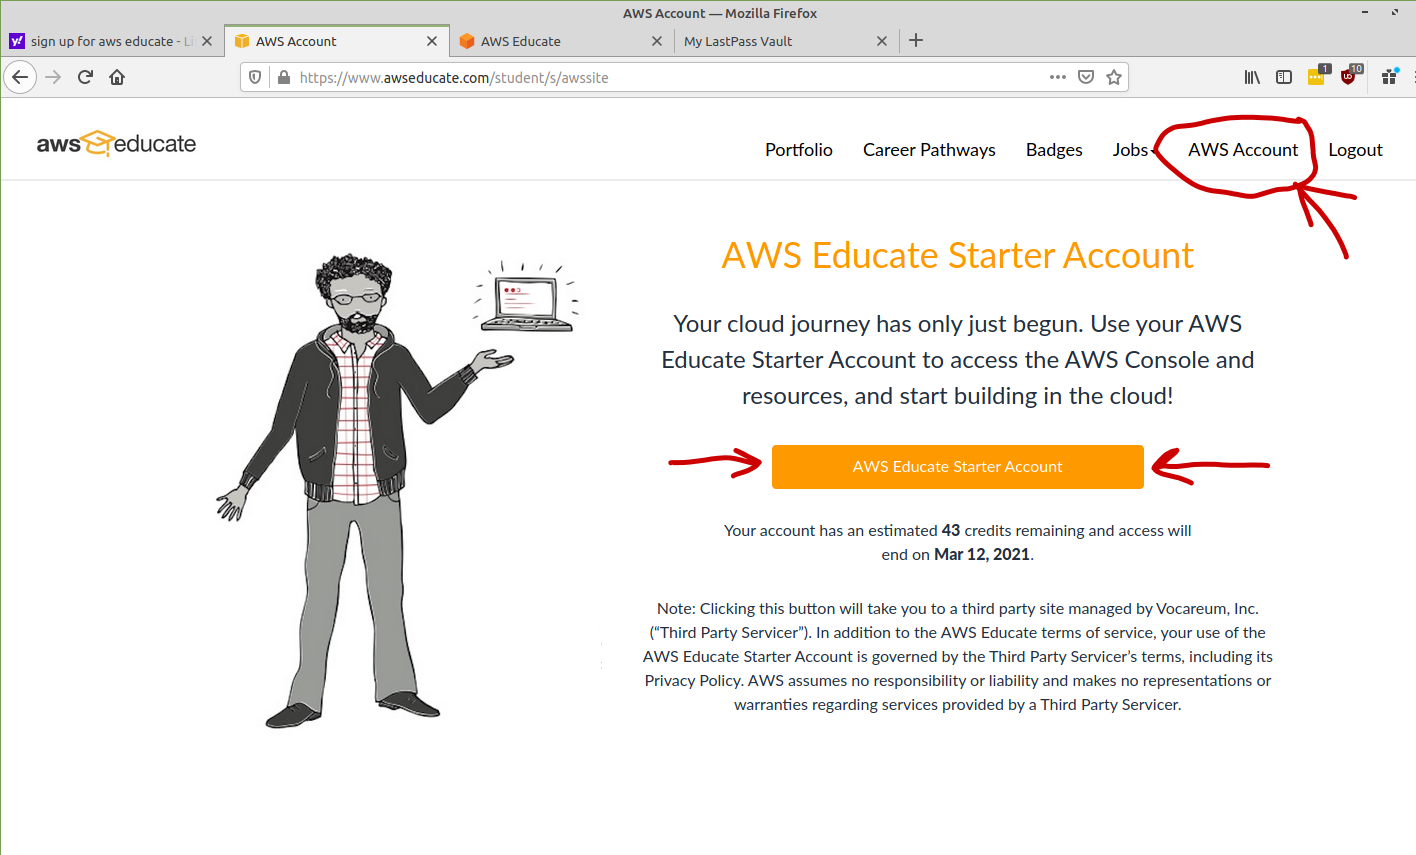 AWS Account — Mozilla Firefox
sign up for aws educate - Li
AWS Account
AWS Educate
My LastPass Vault
https://www.awseducate.com/student/s/awssite
1
10
aws educate
Portfolio
Career Pathways
Badges
Jobs
AWS Account
Logout
AWS Educate Starter Account
Your cloud journey has only just begun. Use your AWS
Educate Starter Account to access the AWS Console and
resources, and start building in the cloud!
AWS Educate Starter Account
Your account has an estimated 43 credits remaining and access will
end on Mar 12, 2021.
Note: Clicking this button will take you to a third party site managed by Vocareum, Inc.
(“Third Party Servicer”). In addition to the AWS Educate terms of service, your use of the
AWS Educate Starter Account is governed by the Third Party Servicer’s terms, including its
Privacy Policy. AWS assumes no responsibility or liability and makes no representations or
warranties regarding services provided by a Third Party Servicer.